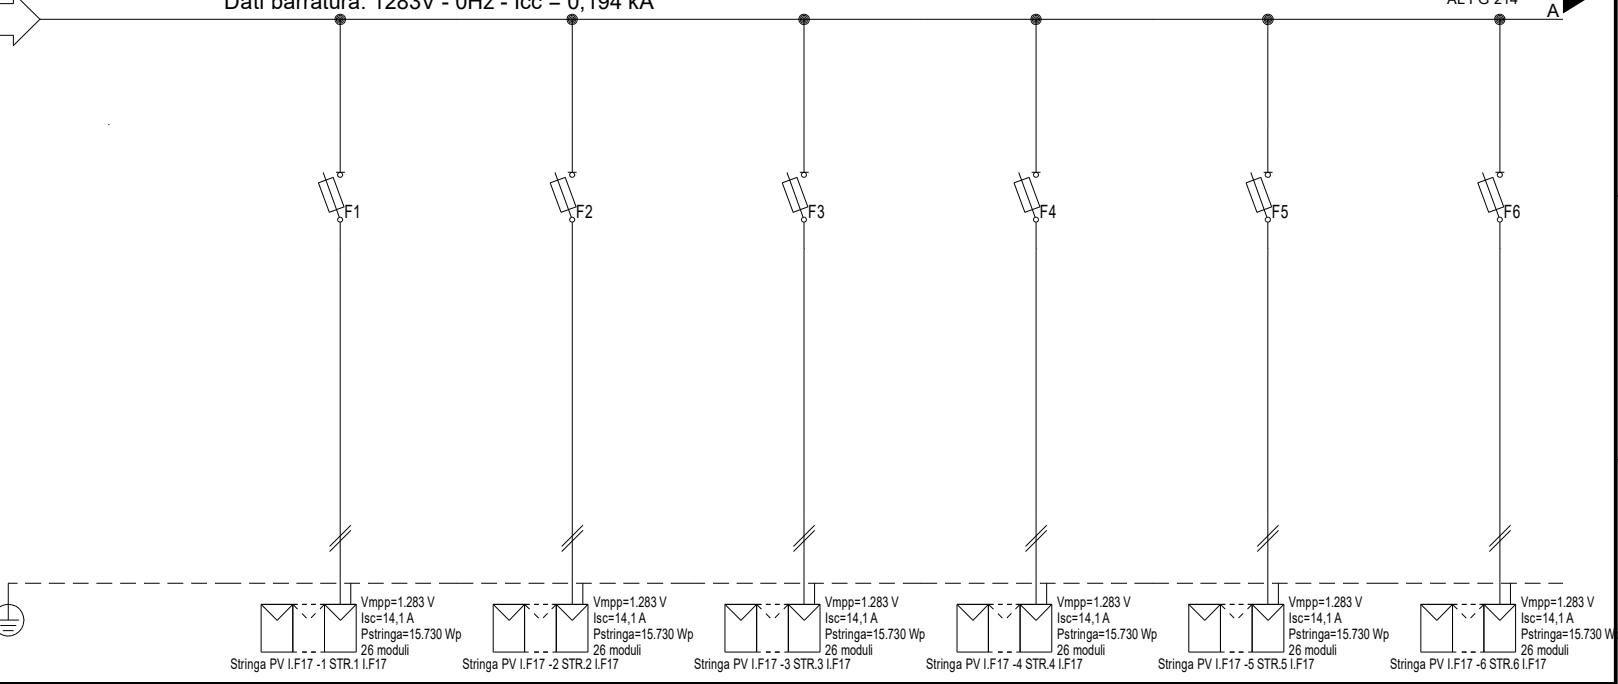 Dati barratura: 1283V - 0Hz - Icc = 0,194 kA
A
F1
F2
F3
F4
F5
F6
Vmpp=1.283 V
Isc=14,1 A
Pstringa=15.730 Wp
26 moduli
Stringa PV I.F17 -1 STR.1 I.F17
Vmpp=1.283 V
Isc=14,1 A
Pstringa=15.730 Wp
26 moduli
Stringa PV I.F17 -2 STR.2 I.F17
Vmpp=1.283 V
Isc=14,1 A
Pstringa=15.730 Wp
26 moduli
Stringa PV I.F17 -3 STR.3 I.F17
Vmpp=1.283 V
Isc=14,1 A
Pstringa=15.730 Wp
26 moduli
Stringa PV I.F17 -4 STR.4 I.F17
Vmpp=1.283 V
Isc=14,1 A
Pstringa=15.730 Wp
26 moduli
Stringa PV I.F17 -5 STR.5 I.F17
Vmpp=1.283 V
Isc=14,1 A
Pstringa=15.730 W
26 moduli
Stringa PV I.F17 -6 STR.6 I.F17